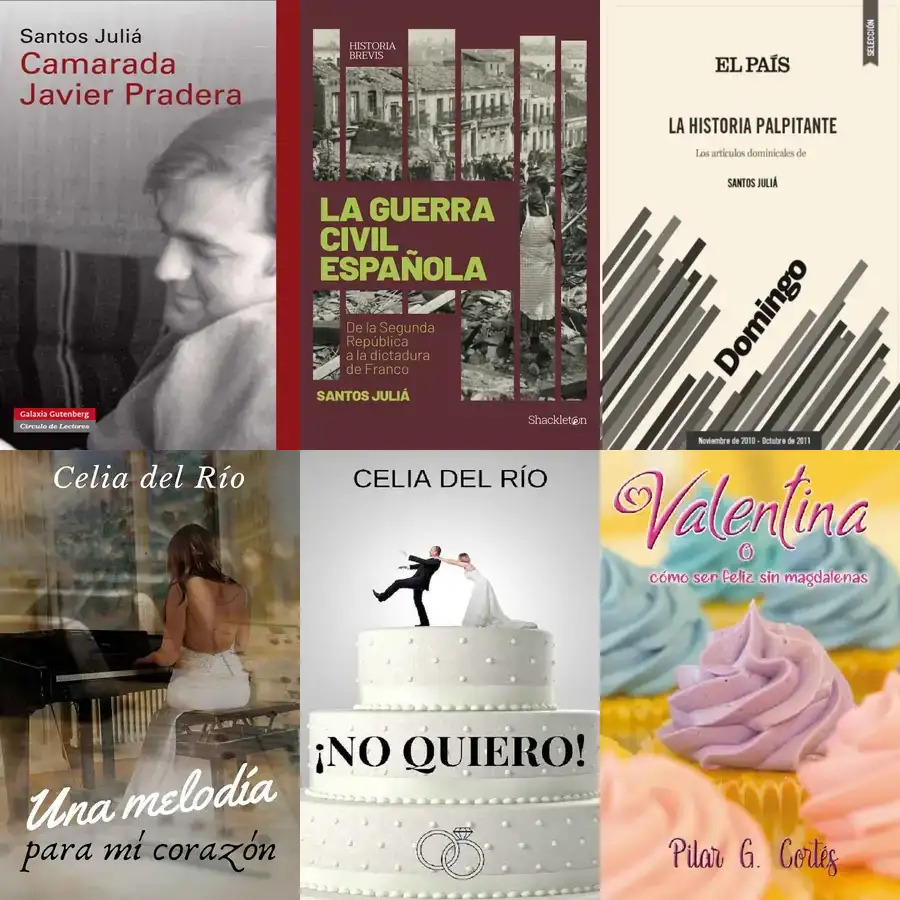 Santos Juliá
Camarada
Javier Pradera
Galaxia Gutenberg
Círculo de Lectores
HISTORIA
BREVIS
LA GUERRA
CIVIL
ESPAÑOLA
De la Segunda
República
a la dictadura
de Franco
SANTOS JULIÁ
Shackleton
SELECCIÓN
EL PAÍS
LA HISTORIA PALPITANTE
Los artículos dominicales de
SANTOS JULIÁ
Domingo
Noviembre de 2010 - Octubre de 2011
Celia del Río
Una melodía
para mi corazón
CELIA DEL RÍO
¡NO QUIERO!
Valentina
O
cómo ser feliz sin magdalenas
Pilar G. Cortés